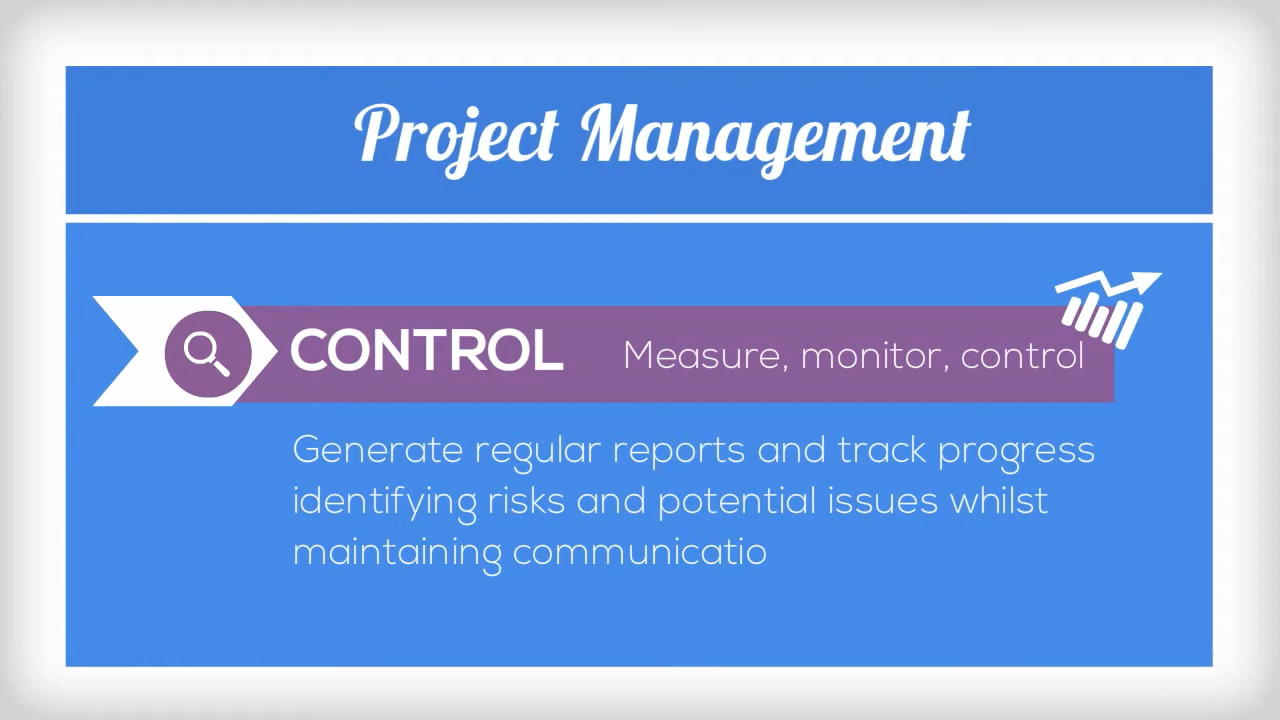 Project Management
CONTROL Measure, monitor, control
Generate regular reports and track progress
identifying risks and potential issues whilst
maintaining communicatio